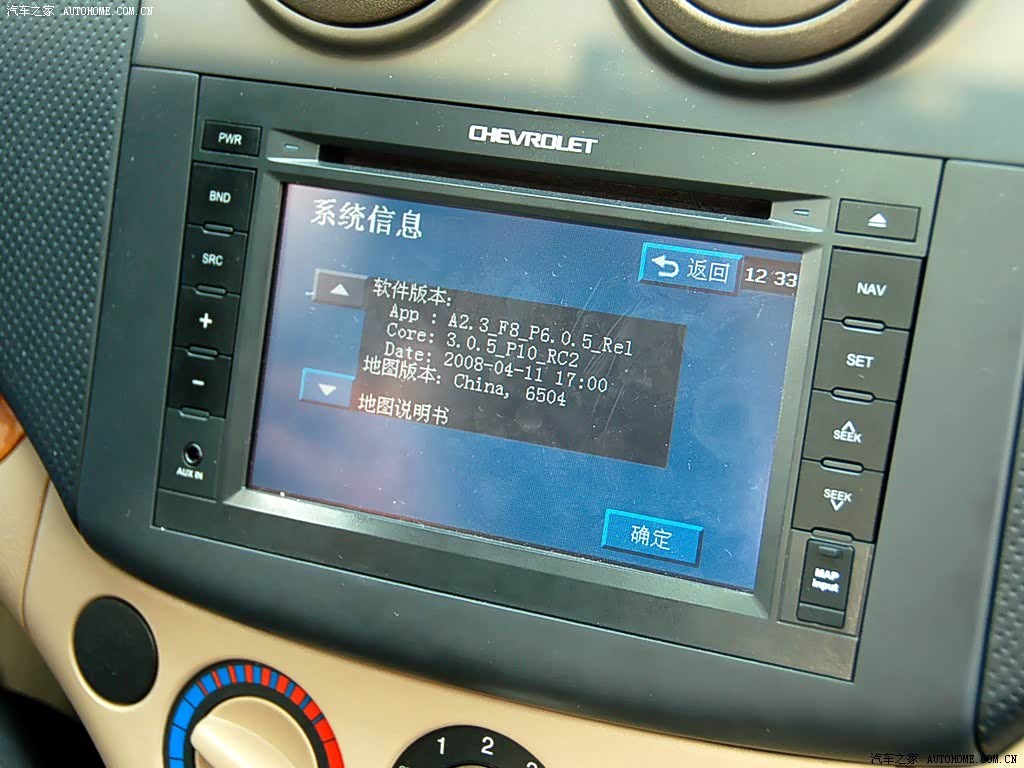 汽车之家 AUTOHOME.COM.CN
CHEVROLET
PWR
BND
SRC
+
-
AUX IN
系统信息
返回
12 33
软件版本:
App : A2.3_F8_P6.0.5_Rel
Core: 3.0.5_P10_RC2
Date: 2008-04-11 17:00
地图版本: China, 6504
地图说明书
确定
NAV
SET
SEEK
SEEK
MAP
Input
1 2
汽车之家 AUTOHOME.COM.CN